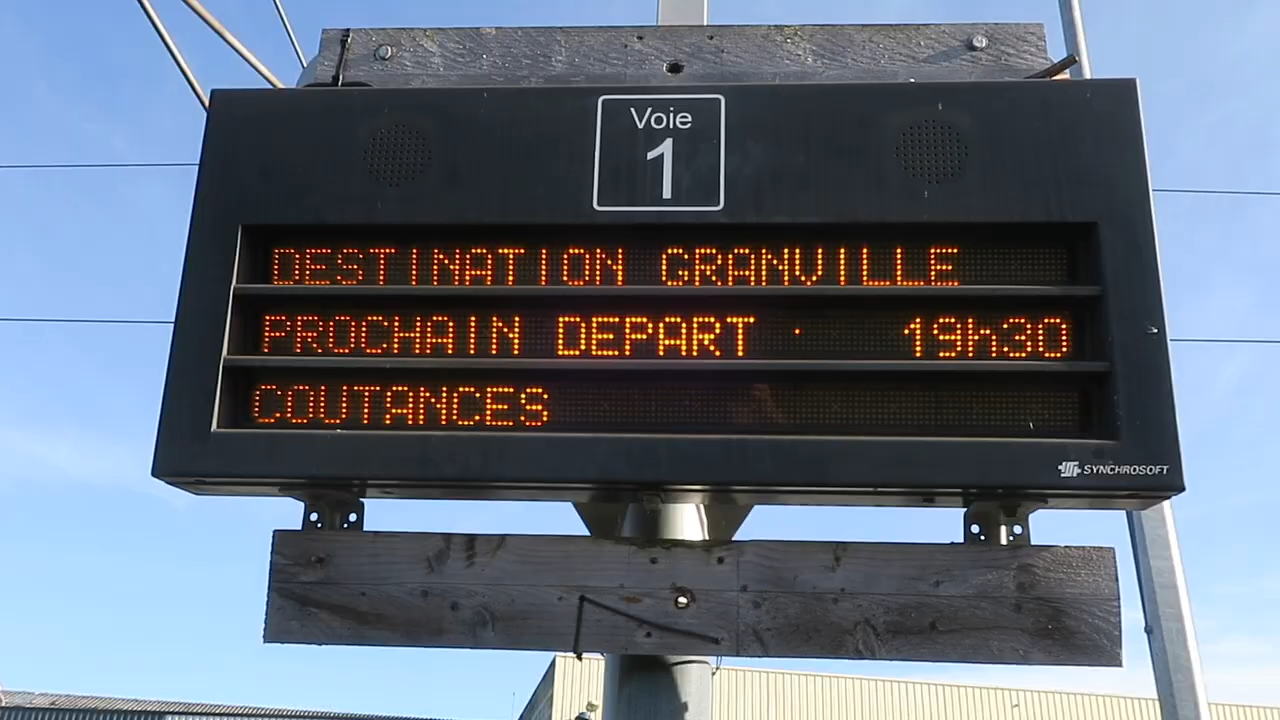 Voie
1
DESTINATION GRANVILLE
PROCHAIN DEPART 19h30
COUTANCES
SYNCHROSOFT